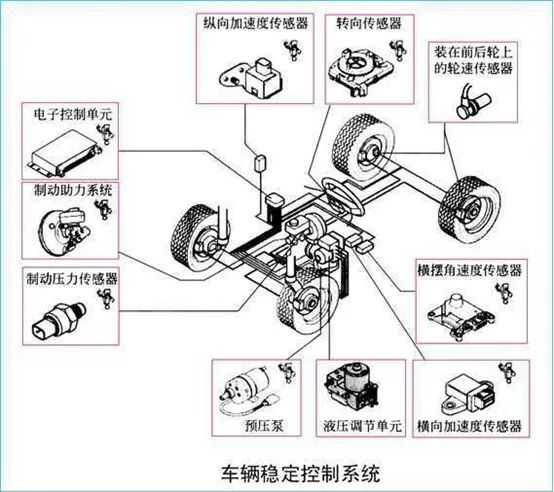 纵向加速度传感器
转向传感器
装在前后轮上
的轮速传感器
电子控制单元
制动助力系统
制动压力传感器
横摆角速度传感器
预压泵
液压调节单元
横向加速度传感器
车辆稳定控制系统